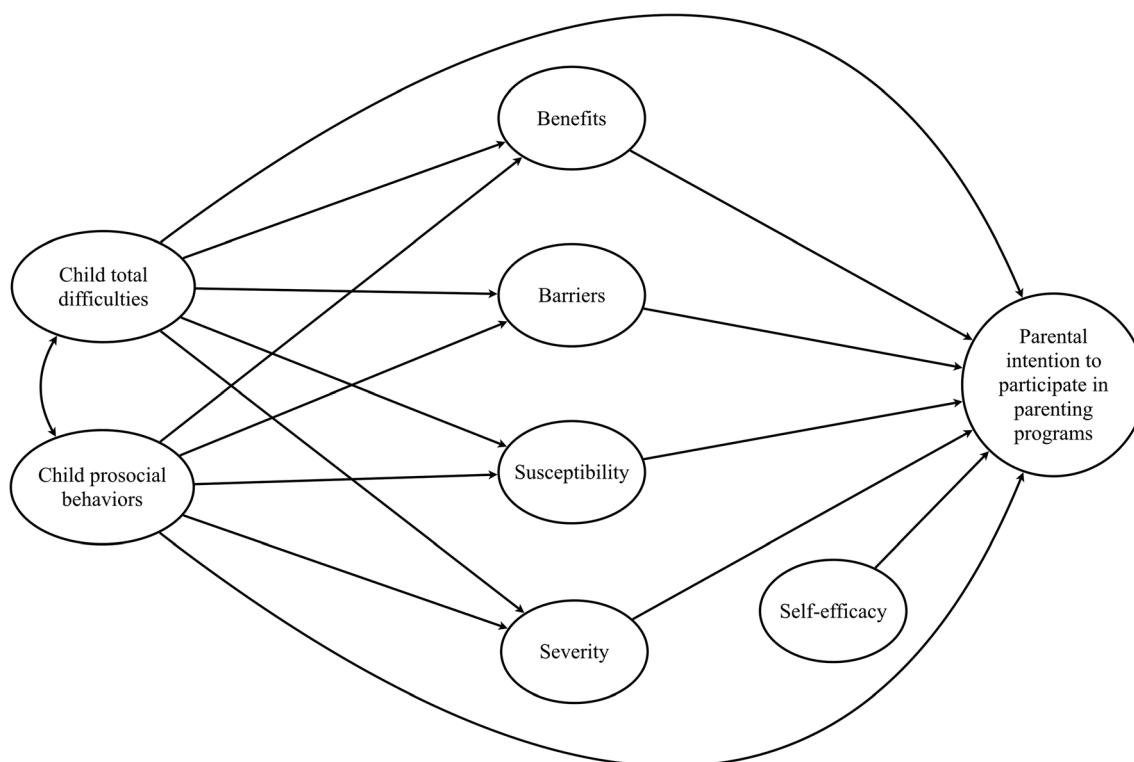 Benefits
Child total
difficulties
Barriers
Parental
intention to
participate in
parenting
programs
Child prosocial
behaviors
Susceptibility
Self-efficacy
Severity